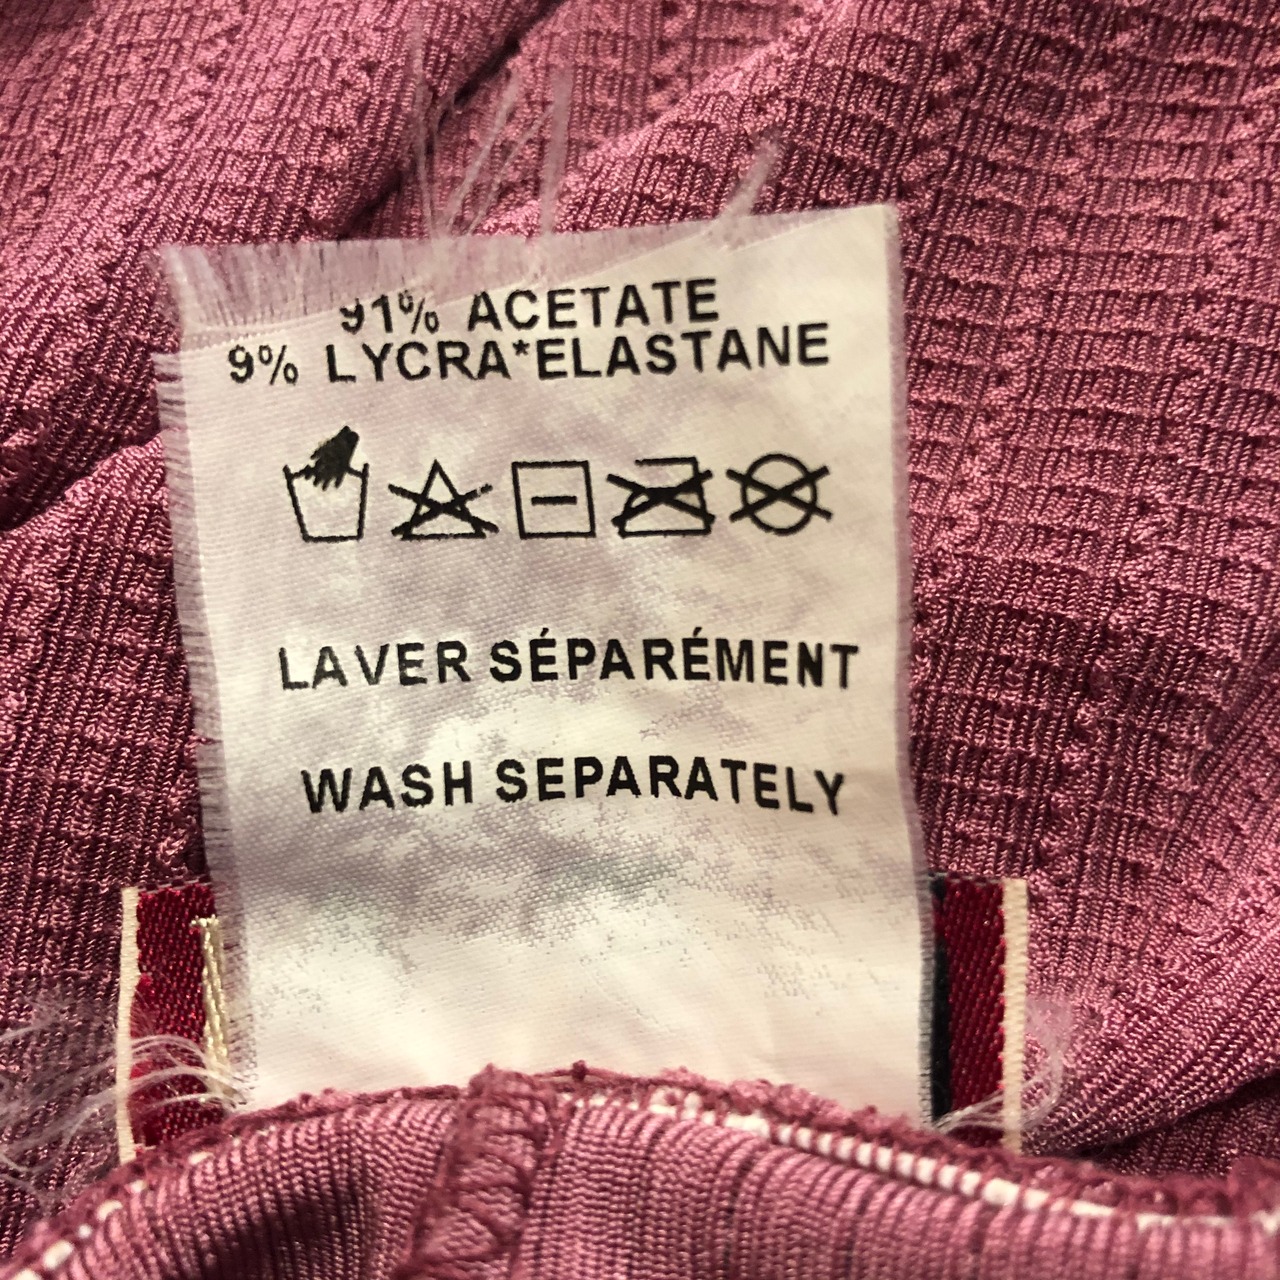 91% ACETATE
9% LYCRA*ELASTANE
LAVER SÉPARÉMENT
WASH SEPARATELY